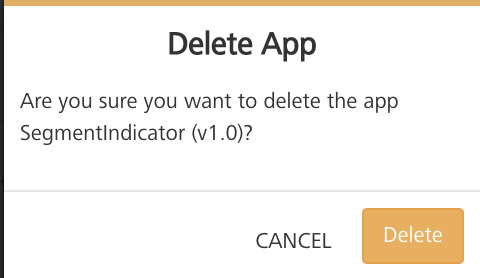 Delete App
Are you sure you want to delete the app
SegmentIndicator (v1.0)?
CANCEL
Delete